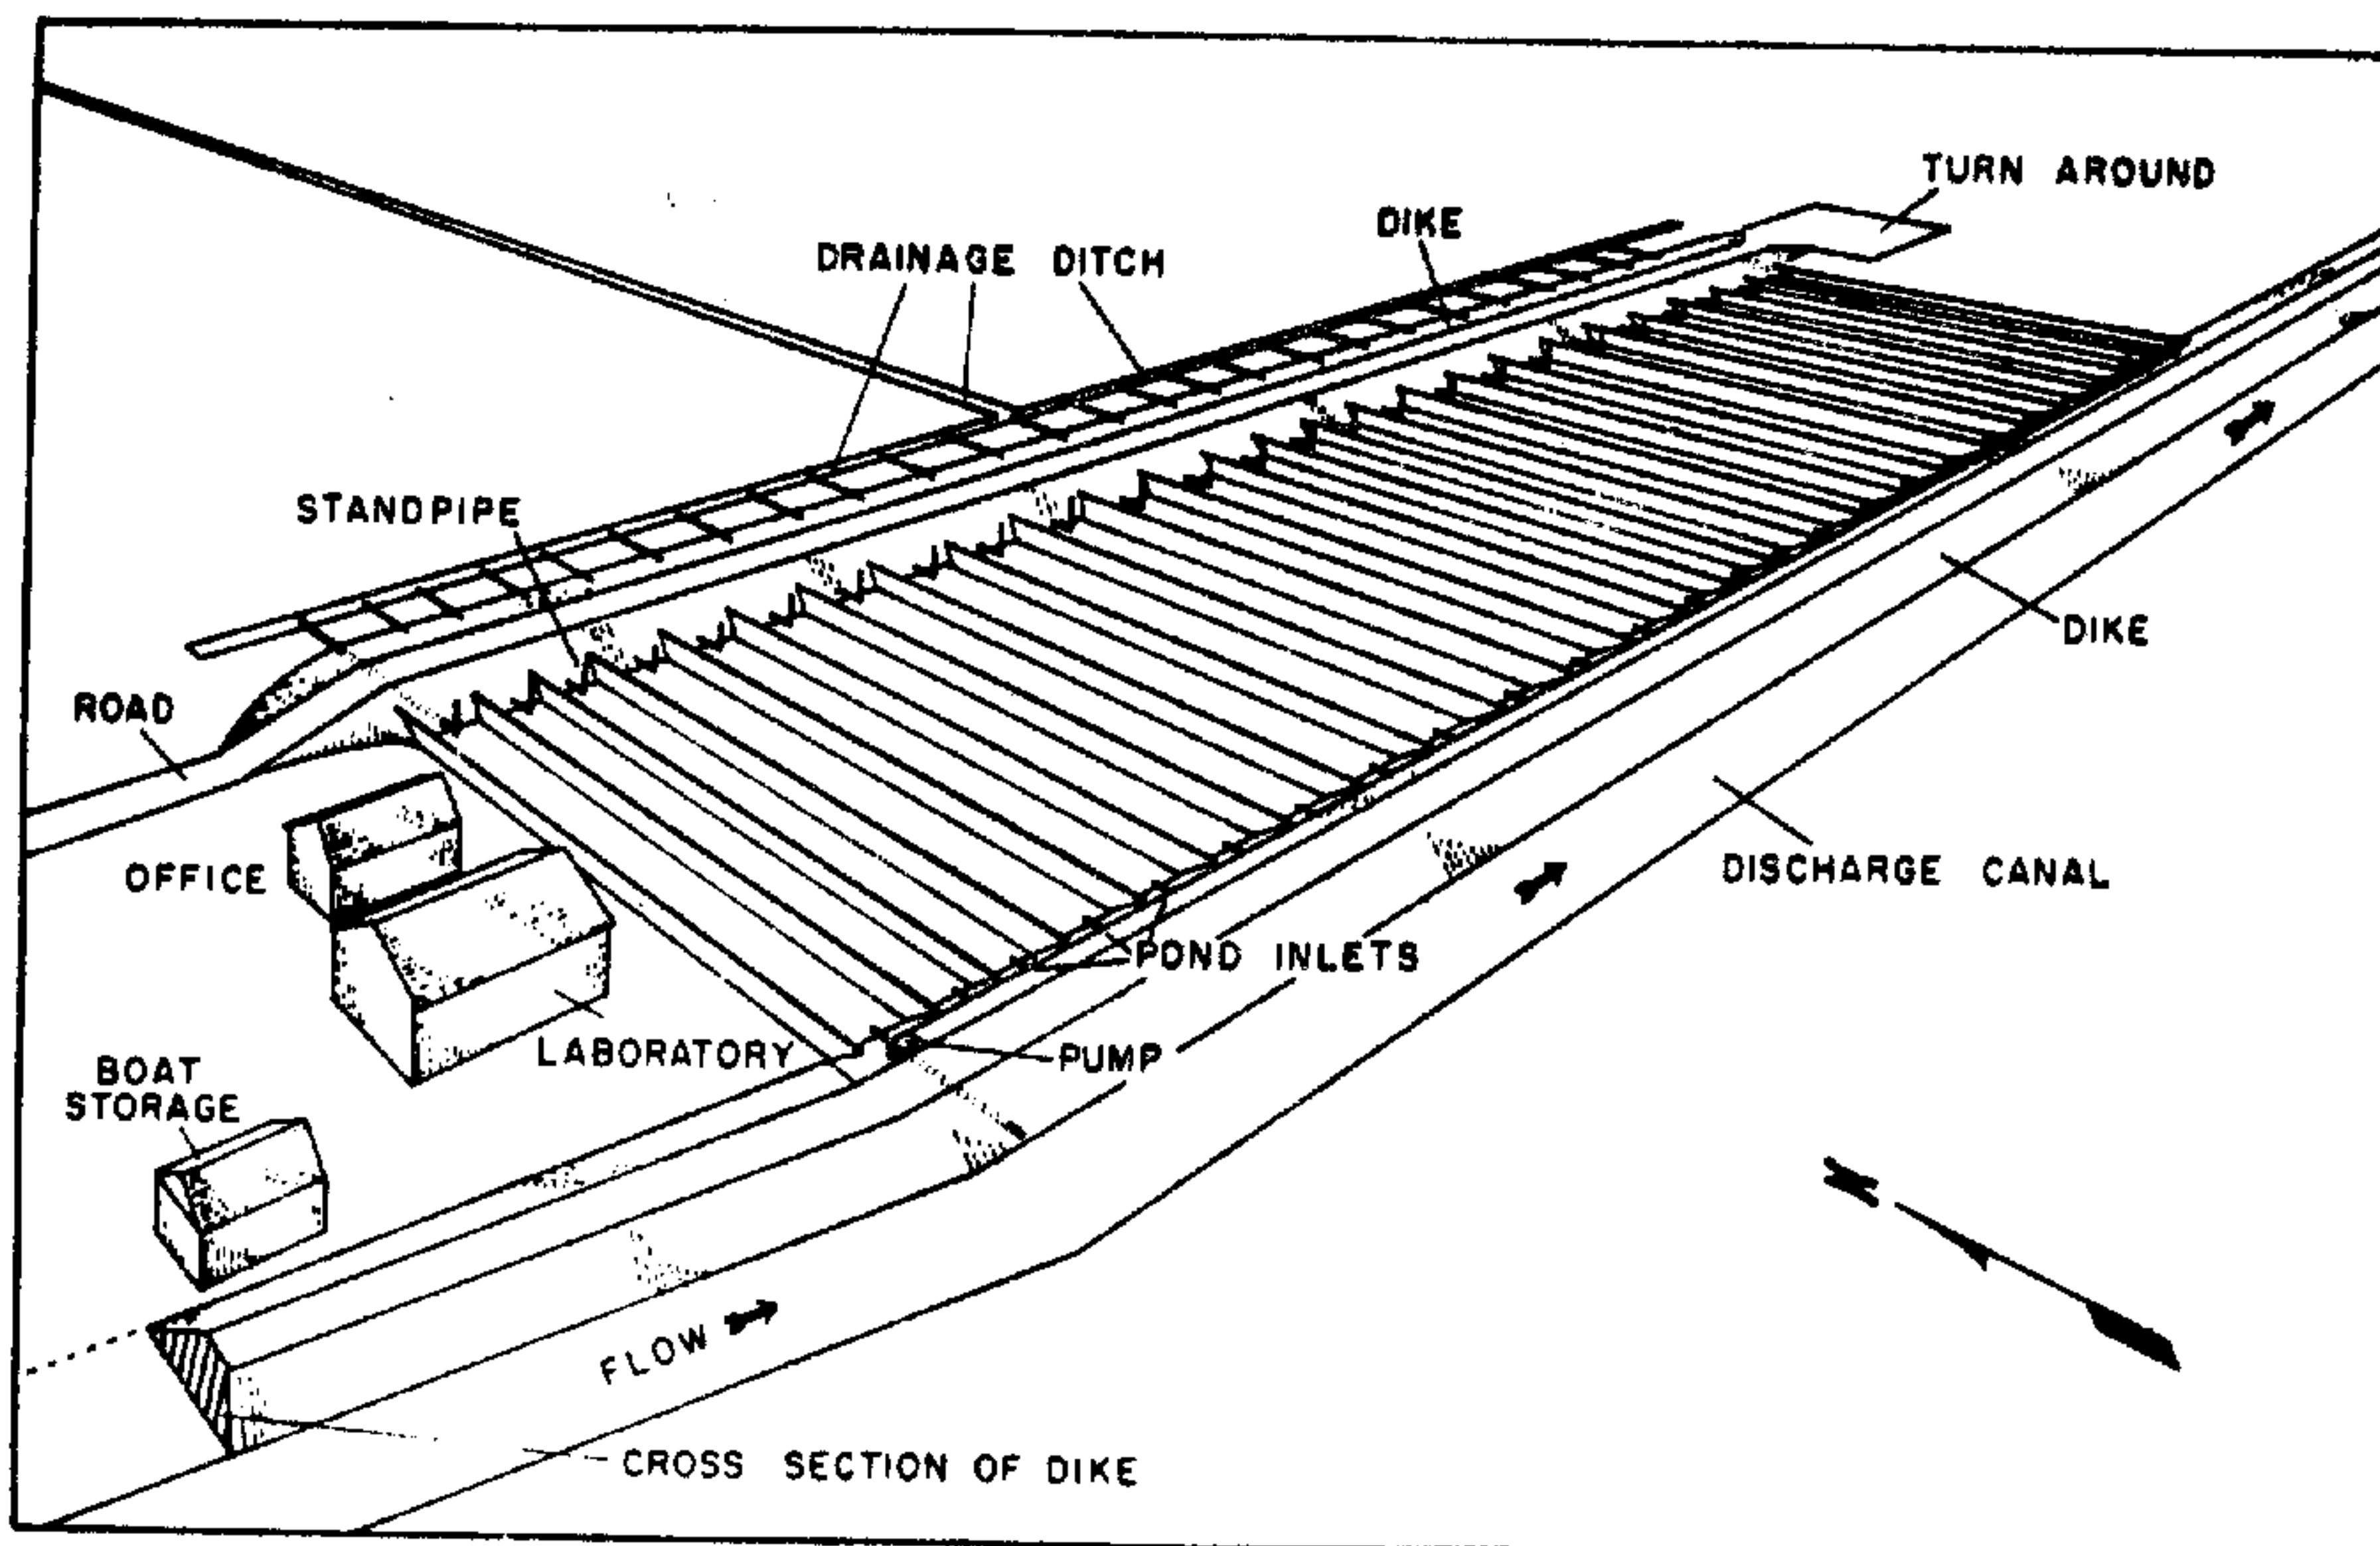 TURN AROUND
DIKE
DRAINAGE DITCH
STANDPIPE
DIKE
ROAD
DISCHARGE CANAL
OFFICE
POND INLETS
LABORATORY
PUMP
BOAT
STORAGE
FLOW
CROSS SECTION OF DIKE